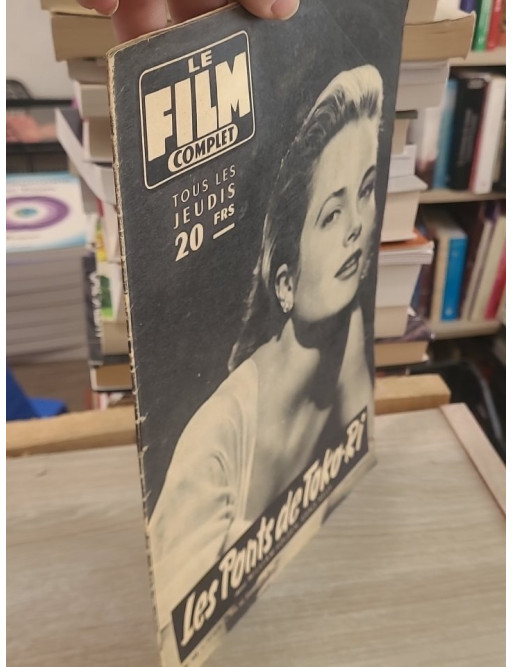 LE
FILM
COMPLET
TOUS LES
JEUDIS
20 FRS
Les Ponts de Toko-Ri